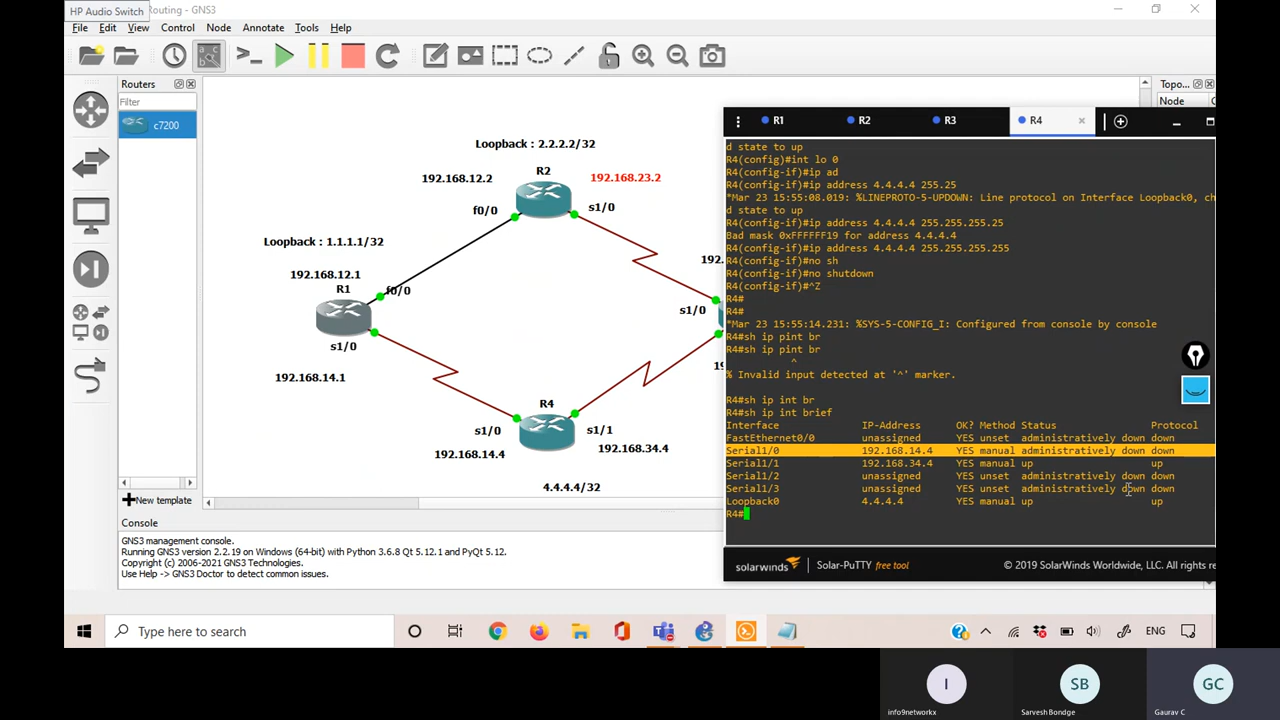 HP Audio Switch
Routing - GNS3
File Edit View Control Node Annotate Tools Help
Routers
Filter
c7200
New template
Topo...
Node
Loopback : 2.2.2.2/32
R2
192.168.12.2
192.168.23.2
f0/0
s1/0
Loopback : 1.1.1.1/32
192.168.12.1
R1
f0/0
s1/0
192.168.14.1
192.
s1/0
19
R4
s1/0
s1/1
192.168.14.4
192.168.34.4
4.4.4.4/32
R1 R2 R3 R4
d state to up
R4(config)#int lo 0
R4(config-if)#ip ad
R4(config-if)#ip address 4.4.4.4 255.25
*Mar 23 15:55:08.019: %LINEPROTO-5-UPDOWN: Line protocol on Interface Loopback0, ch
d state to up
R4(config-if)#ip address 4.4.4.4 255.255.255.25
Bad mask 0xFFFFFF19 for address 4.4.4.4
R4(config-if)#ip address 4.4.4.4 255.255.255.255
R4(config-if)#no sh
R4(config-if)#no shutdown
R4(config-if)#^Z
R4#
R4#
*Mar 23 15:55:14.231: %SYS-5-CONFIG_I: Configured from console by console
R4#sh ip pint br
R4#sh ip pint br
^
% Invalid input detected at '^' marker.
R4#sh ip int br
R4#sh ip int brief
Interface IP-Address OK? Method Status Protocol
FastEthernet0/0 unassigned YES unset administratively down down
Serial1/0 192.168.14.4 YES manual administratively down down
Serial1/1 192.168.34.4 YES manual up up
Serial1/2 unassigned YES unset administratively down down
Serial1/3 unassigned YES unset administratively down down
Loopback0 4.4.4.4 YES manual up up
R4#
solarwinds Solar-PuTTY free tool © 2019 SolarWinds Worldwide, LLC. All rights re
Console
GNS3 management console.
Running GNS3 version 2.2.19 on Windows (64-bit) with Python 3.6.8 Qt 5.12.1 and PyQt 5.12.
Copyright (c) 2006-2021 GNS3 Technologies.
Use Help -> GNS3 Doctor to detect common issues.
Type here to search
ENG
I
SB
GC
info9networkx
Sarvesh Bondge
Gaurav C